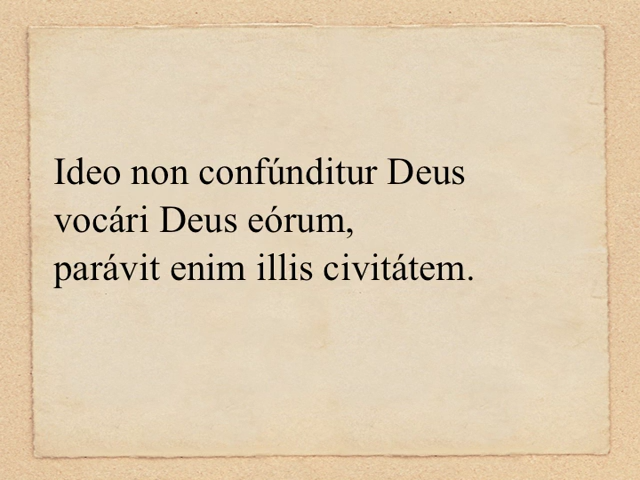 Ideo non confúnditur Deus
vocári Deus eórum,
parávit enim illis civitátem.